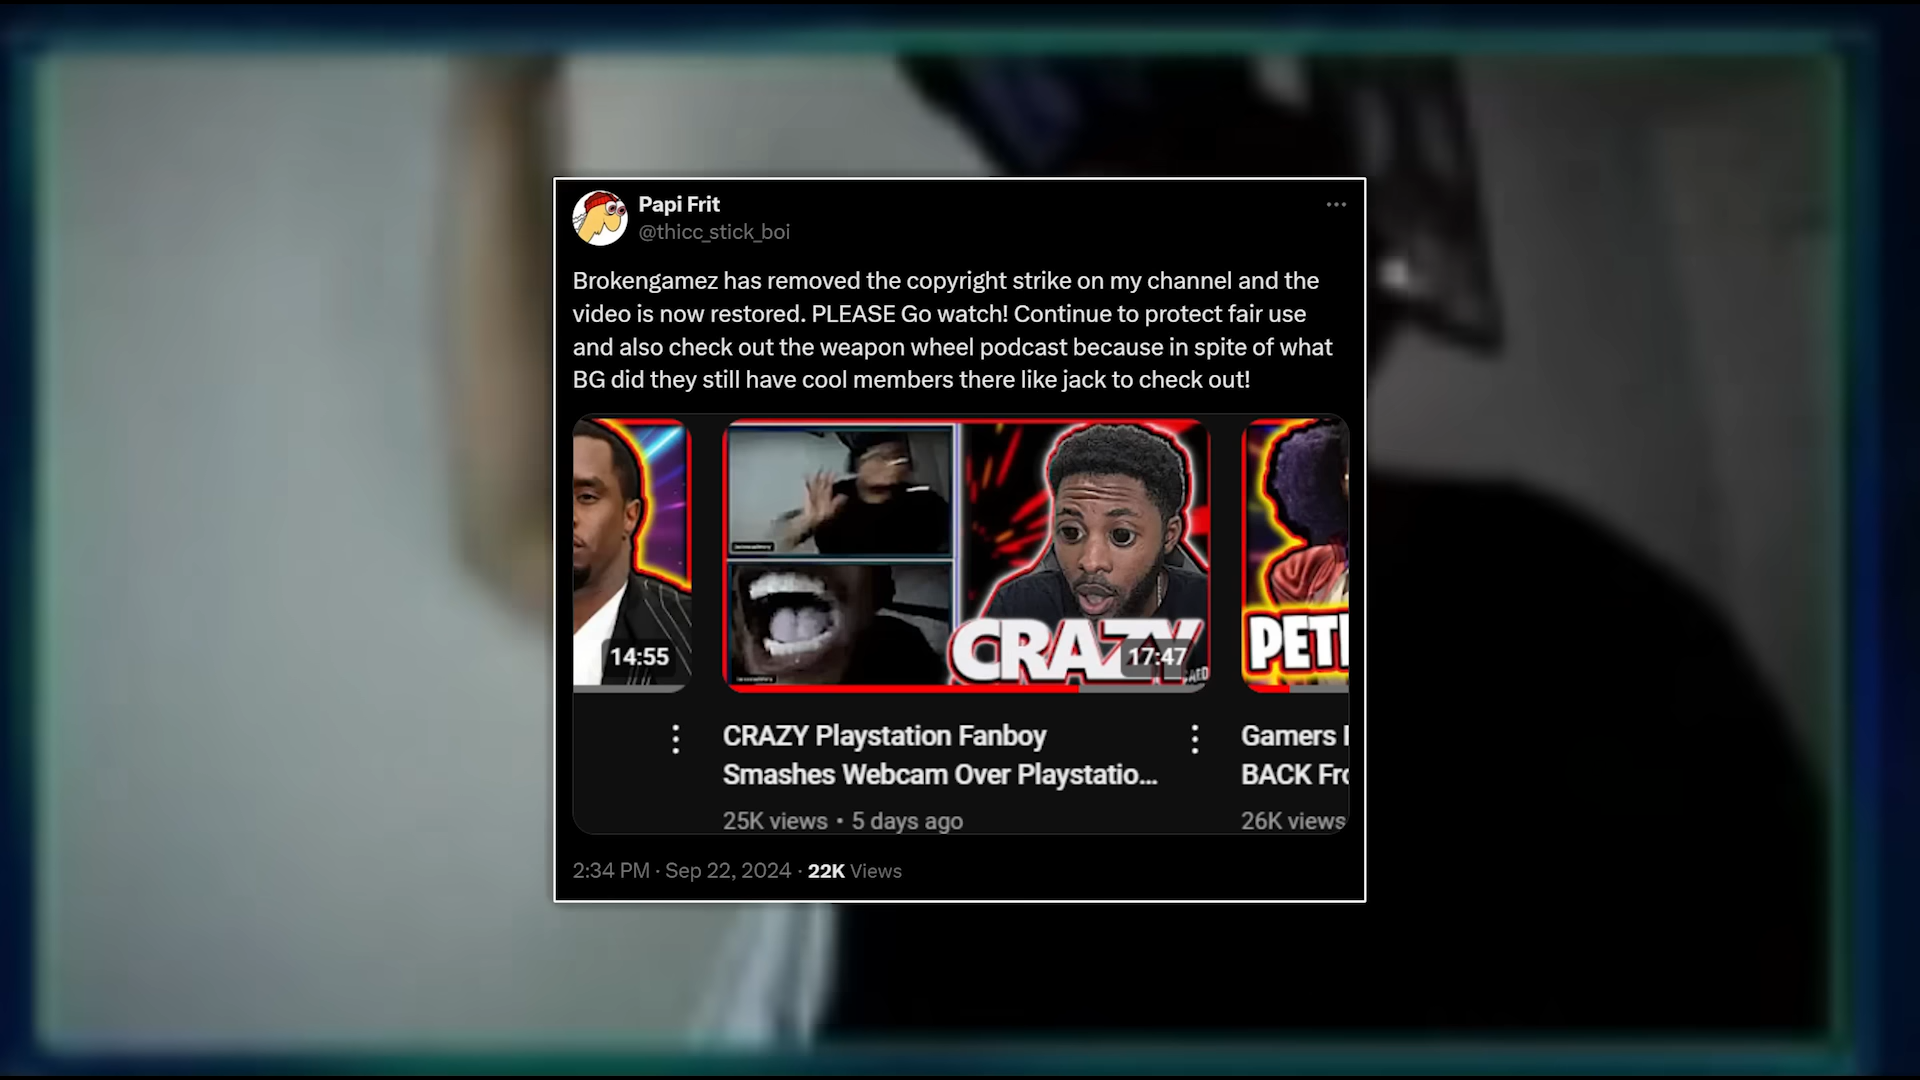 Papi Frit
@thicc_stick_boi
Brokengamez has removed the copyright strike on my channel and the
video is now restored. PLEASE Go watch! Continue to protect fair use
and also check out the weapon wheel podcast because in spite of what
BG did they still have cool members there like jack to check out!
CRAZY
14:55
17:47
PETE
CRAZY Playstation Fanboy
Smashes Webcam Over Playstatio...
25K views • 5 days ago
Gamers
BACK Fro
26K views
2:34 PM · Sep 22, 2024 · 22K Views